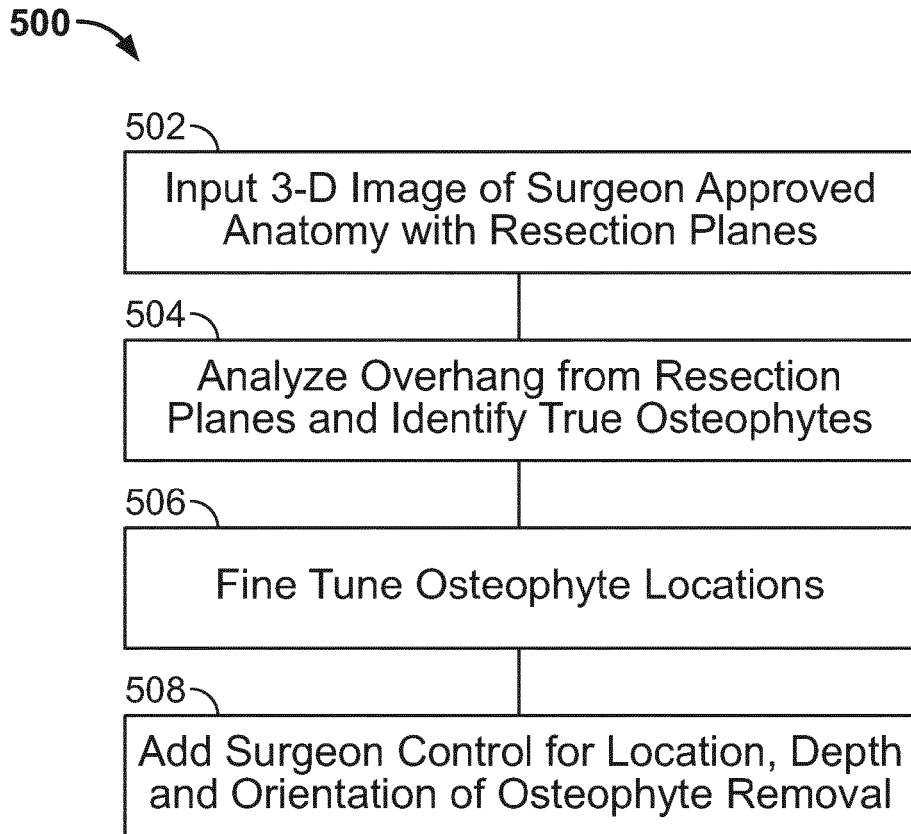 500
502
Input 3-D Image of Surgeon Approved
Anatomy with Resection Planes
504
Analyze Overhang from Resection
Planes and Identify True Osteophytes
506
Fine Tune Osteophyte Locations
508
Add Surgeon Control for Location, Depth
and Orientation of Osteophyte Removal